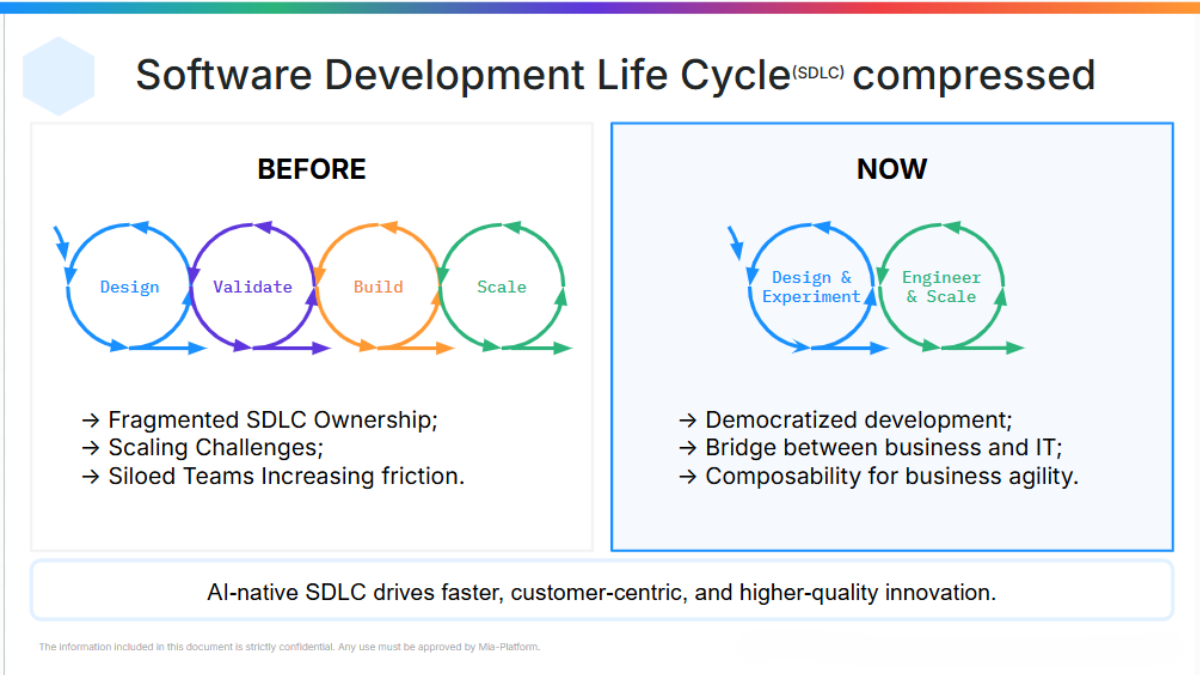 Software Development Life Cycle(SDLC) compressed
BEFORE
Design
Validate
Build
Scale
→ Fragmented SDLC Ownership;
→ Scaling Challenges;
→ Siloed Teams Increasing friction.
NOW
Design &
Experiment
Engineer
& Scale
→ Democratized development;
→ Bridge between business and IT;
→ Composability for business agility.
AI-native SDLC drives faster, customer-centric, and higher-quality innovation.
The information included in this document is strictly confidential. Any use must be approved by Mia-Platform.